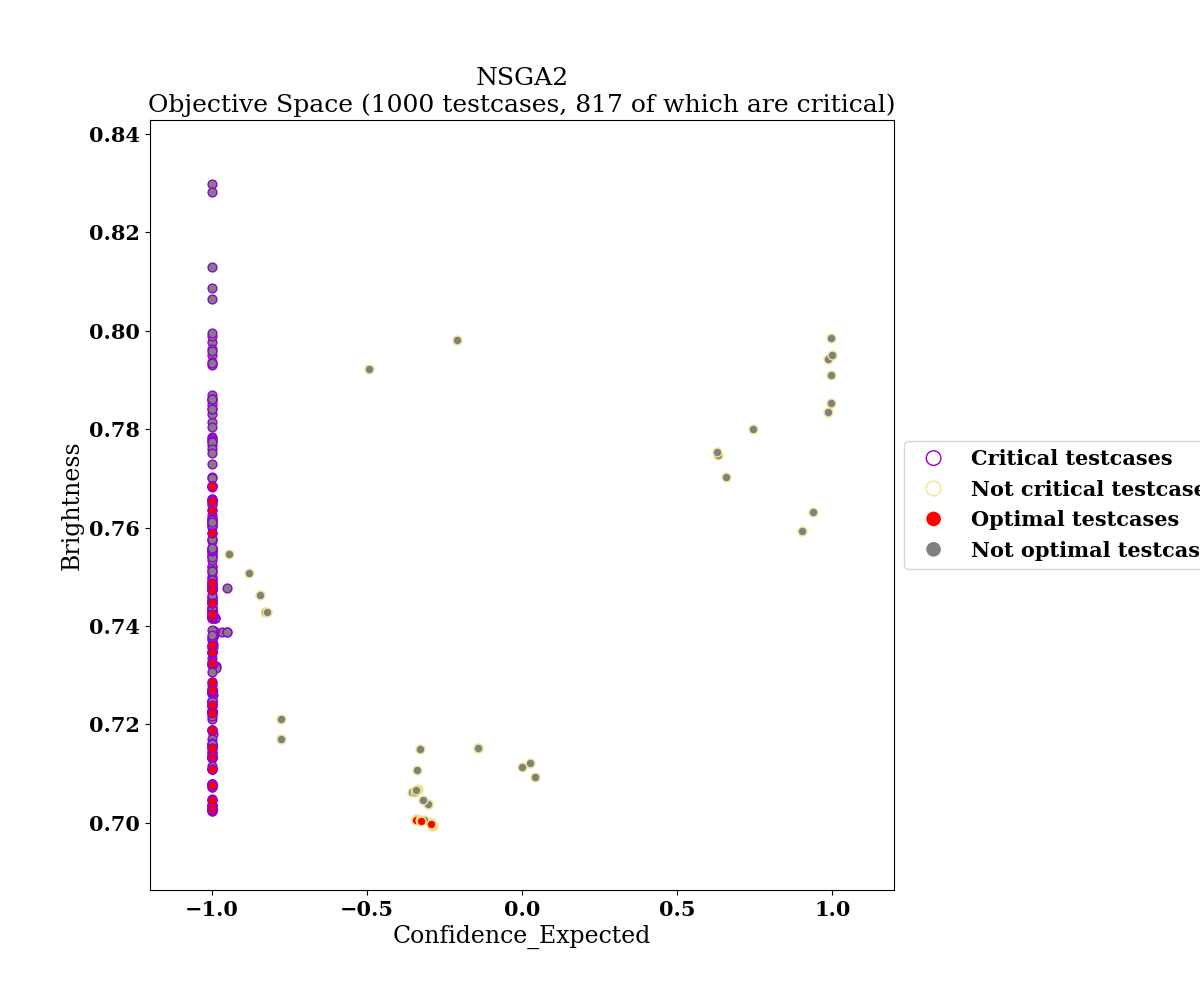 NSGA2
Objective Space (1000 testcases, 817 of which are critical)
0.84
0.82
0.80
0.78
0.76
0.74
0.72
0.70
Brightness
−1.0
−0.5
0.0
0.5
1.0
Confidence_Expected
Critical testcases
Not critical testcase
Optimal testcases
Not optimal testcas